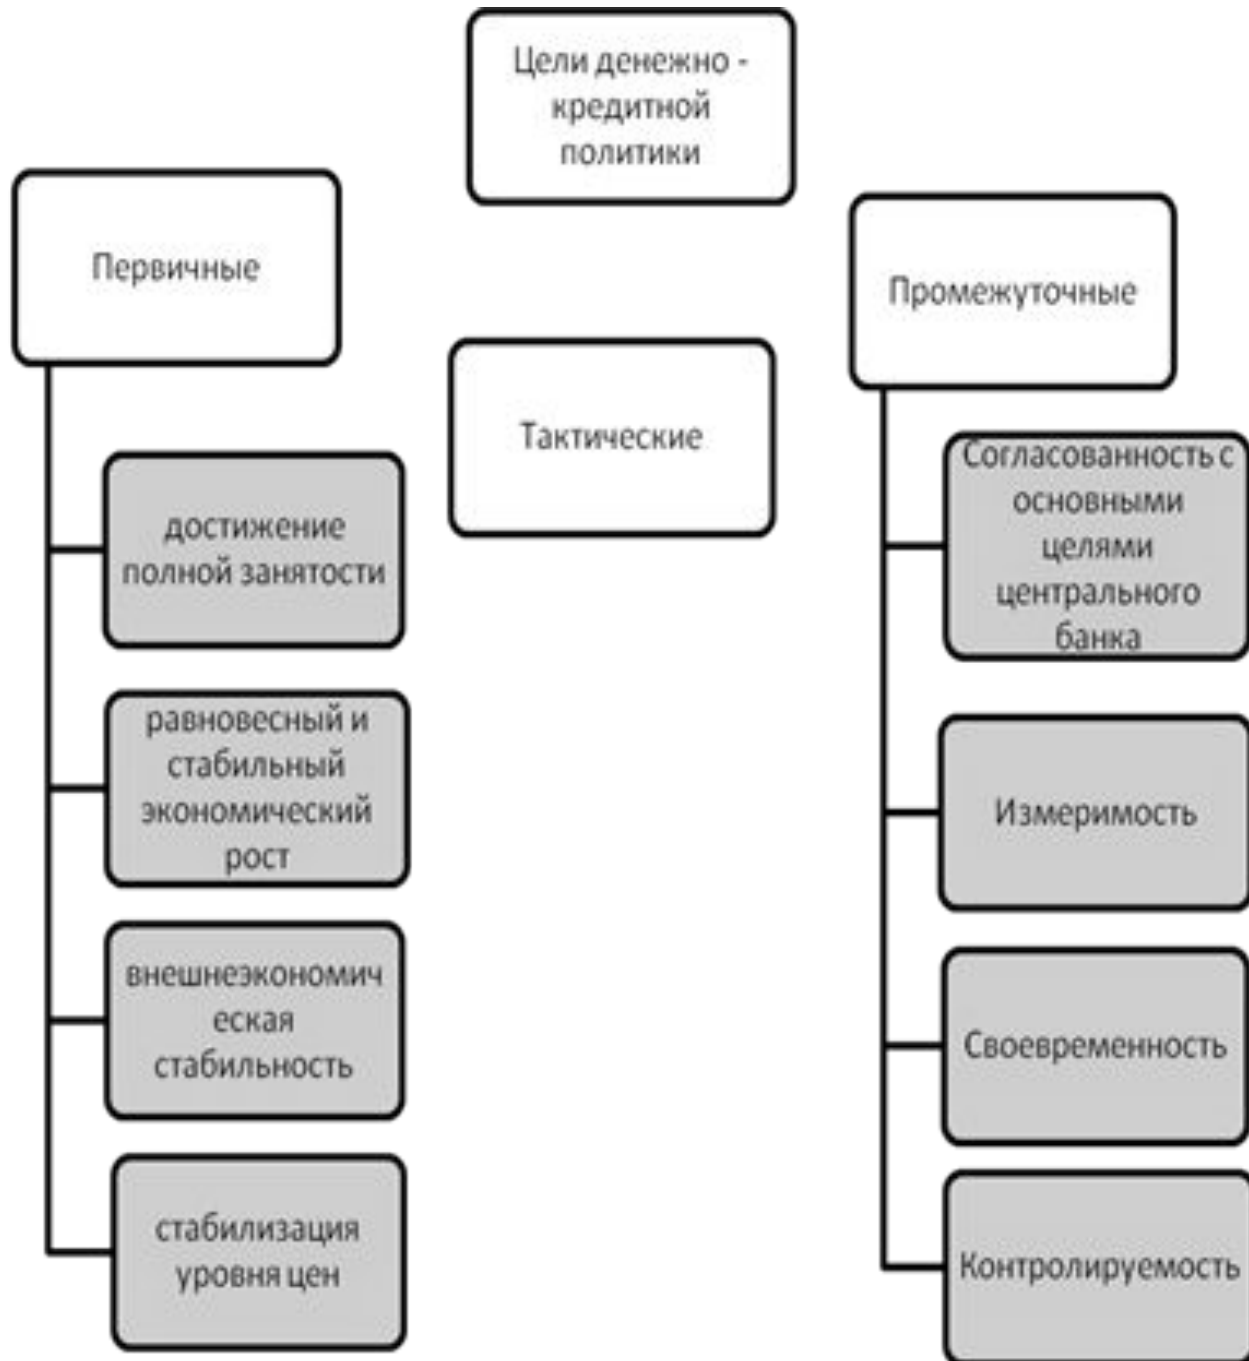 Цели денежно -
кредитной
политики
Первичные
Промежуточные
Тактические
достижение
полной занятости
равновесный и
стабильный
экономический
рост
внешнеэкономич
еская
стабильность
стабилизация
уровня цен
Согласованность с
основными
целями
центрального
банка
Измеримость
Своевременность
Контролируемость